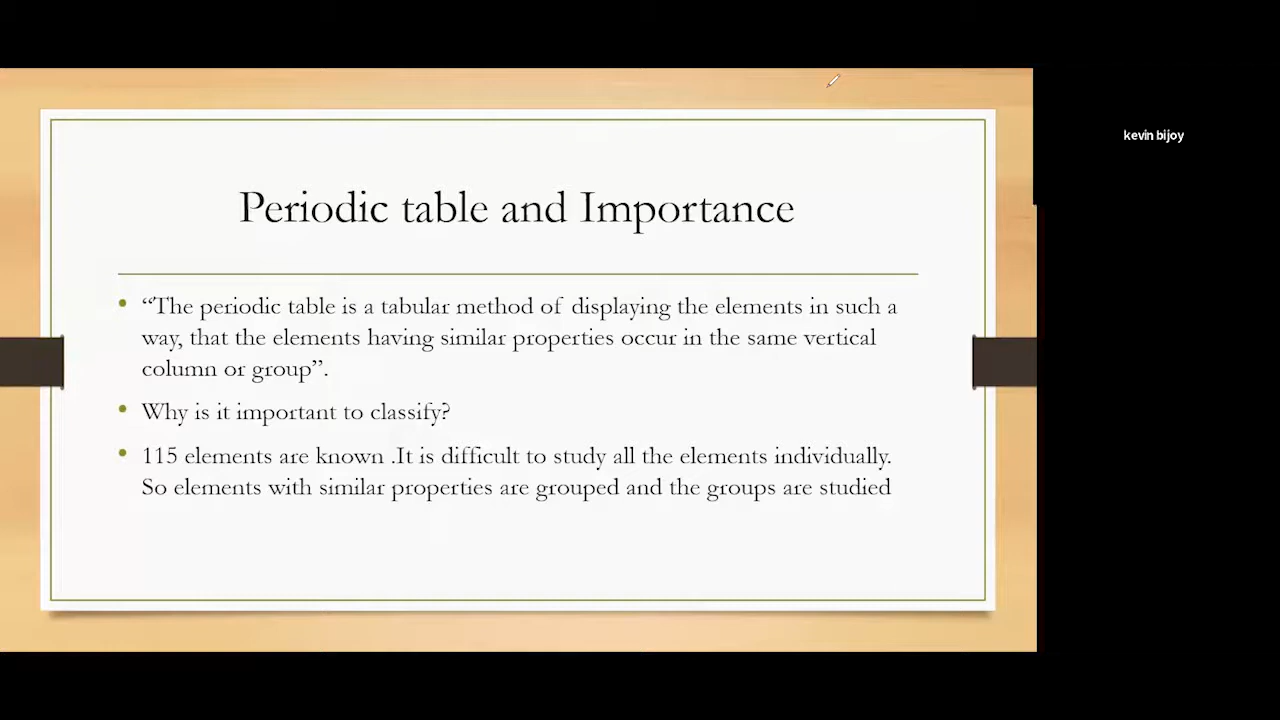 Periodic table and Importance
kevin bijoy
“The periodic table is a tabular method of displaying the elements in such a
way, that the elements having similar properties occur in the same vertical
column or group”.
Why is it important to classify?
115 elements are known .It is difficult to study all the elements individually.
So elements with similar properties are grouped and the groups are studied